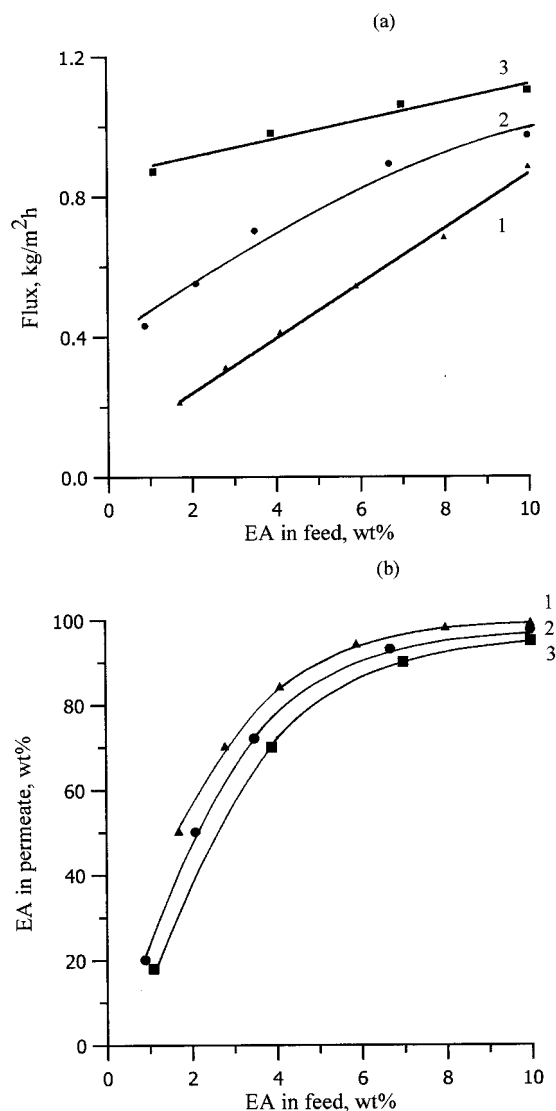 (a)
1.2
3
2
0.8
1
Flux, kg/m²h
0.4
0.0
0 2 4 6 8 10
EA in feed, wt%
(b)
100
1
2
3
80
60
EA in permeate, wt%
40
20
0
0 2 4 6 8 10
EA in feed, wt%